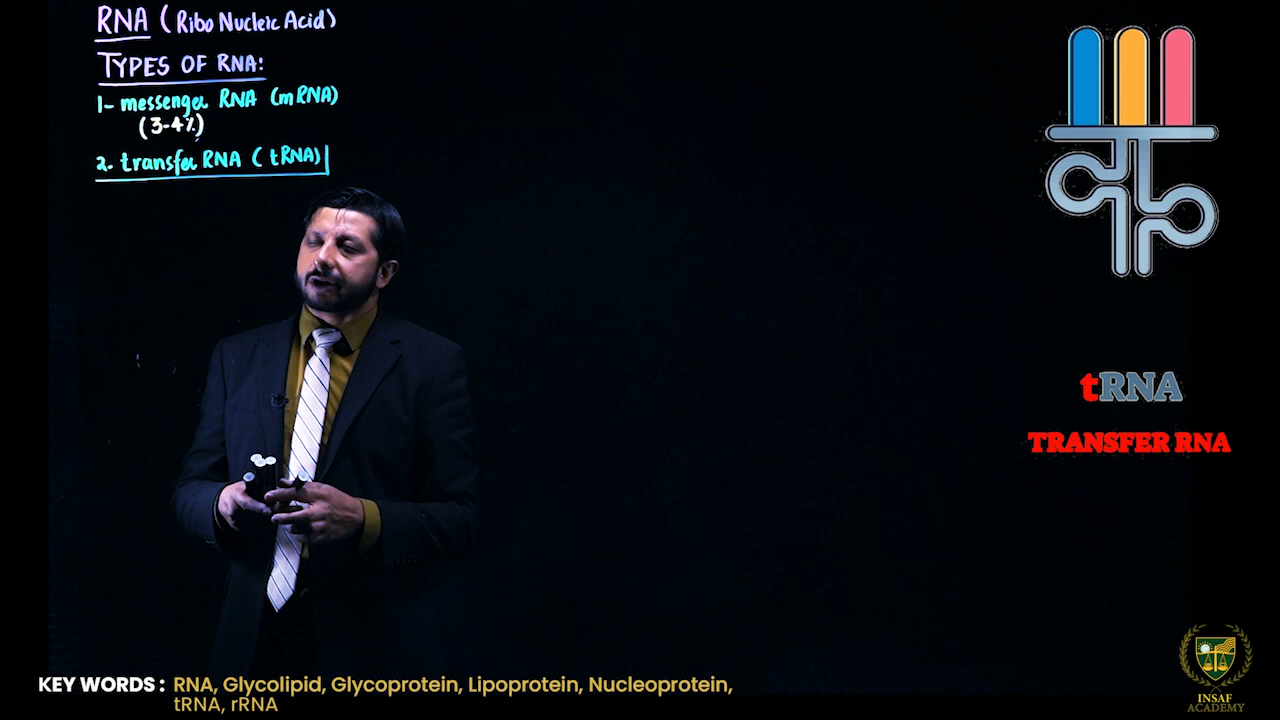 RNA (Ribo Nucleic Acid)
TYPES OF RNA:
1- messenger RNA (mRNA)
(3-4%)
2- transfer RNA (tRNA)
tRNA
TRANSFER RNA
KEY WORDS : RNA, Glycolipid, Glycoprotein, Lipoprotein, Nucleoprotein,
tRNA, rRNA
INSAF
ACADEMY